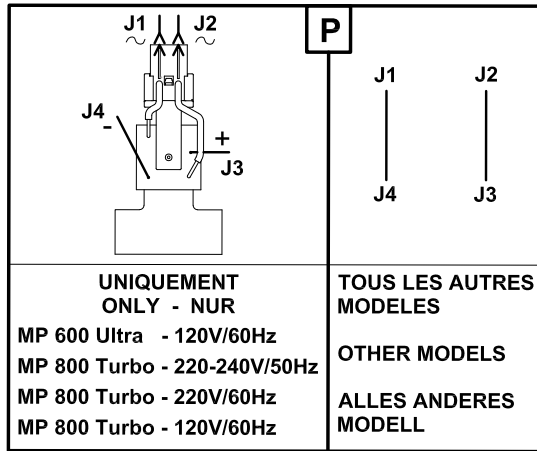 J1 J2
~ ~
P
J4
-
+
J3
J1 J2
J4 J3
UNIQUEMENT
ONLY - NUR
MP 600 Ultra - 120V/60Hz
MP 800 Turbo - 220-240V/50Hz
MP 800 Turbo - 220V/60Hz
MP 800 Turbo - 120V/60Hz
TOUS LES AUTRES
MODELES
OTHER MODELS
ALLES ANDERES
MODELL